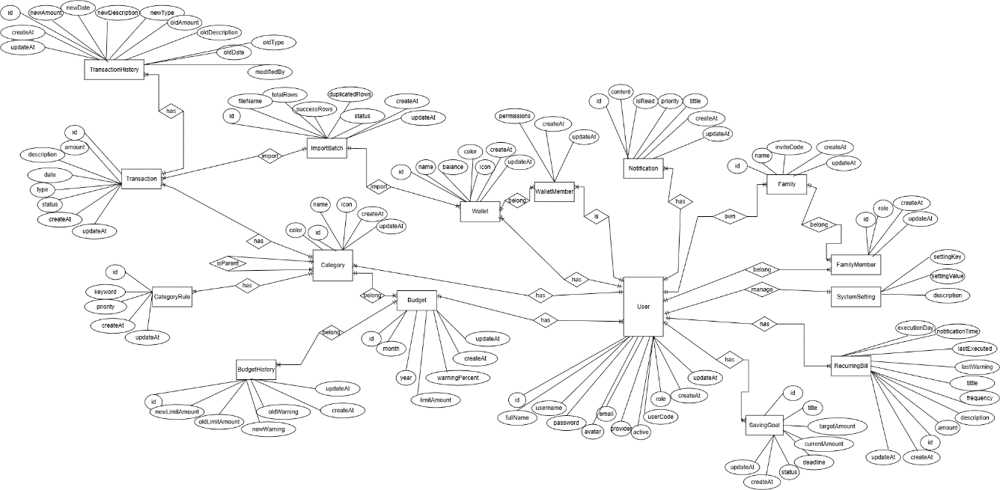 id
newAmount
newDate
newDescription
newType
oldAmount
oldDescription
oldType
oldDate
modifiedBy
createAt
updateAt
TransactionHistory
has
id
fileName
totalRows
successRows
duplicatedRows
status
createAt
updateAt
ImportBatch
import
import
id
amount
description
date
type
status
createAt
updateAt
Transaction
has
id
name
balance
color
icon
createAt
updateAt
Wallet
belong
permissions
createAt
updateAt
WalletMember
is
has
id
content
isRead
priority
tittle
createAt
updateAt
Notification
has
id
name
inviteCode
createAt
updateAt
Family
own
belong
id
role
createAt
updateAt
FamilyMember
belong
color
name
id
icon
createAt
updateAt
Category
isParent
has
has
belong
id
keyword
priority
createAt
updateAt
CategoryRule
Budget
has
id
month
year
limitAmount
warningPercent
createAt
updateAt
belong
BudgetHistory
id
newLimitAmount
oldLimitAmount
newWarning
oldWarning
createAt
updateAt
User
id
fullName
username
password
avatar
email
provider
active
userCode
role
createAt
updateAt
manage
SystemSetting
settingKey
settingValue
description
has
RecurringBill
executionDay
notificationTime
lastExecuted
lastWarning
tittle
frequency
description
amount
id
createAt
updateAt
has
SavingGoal
id
title
targetAmount
currentAmount
deadline
status
createAt
updateAt